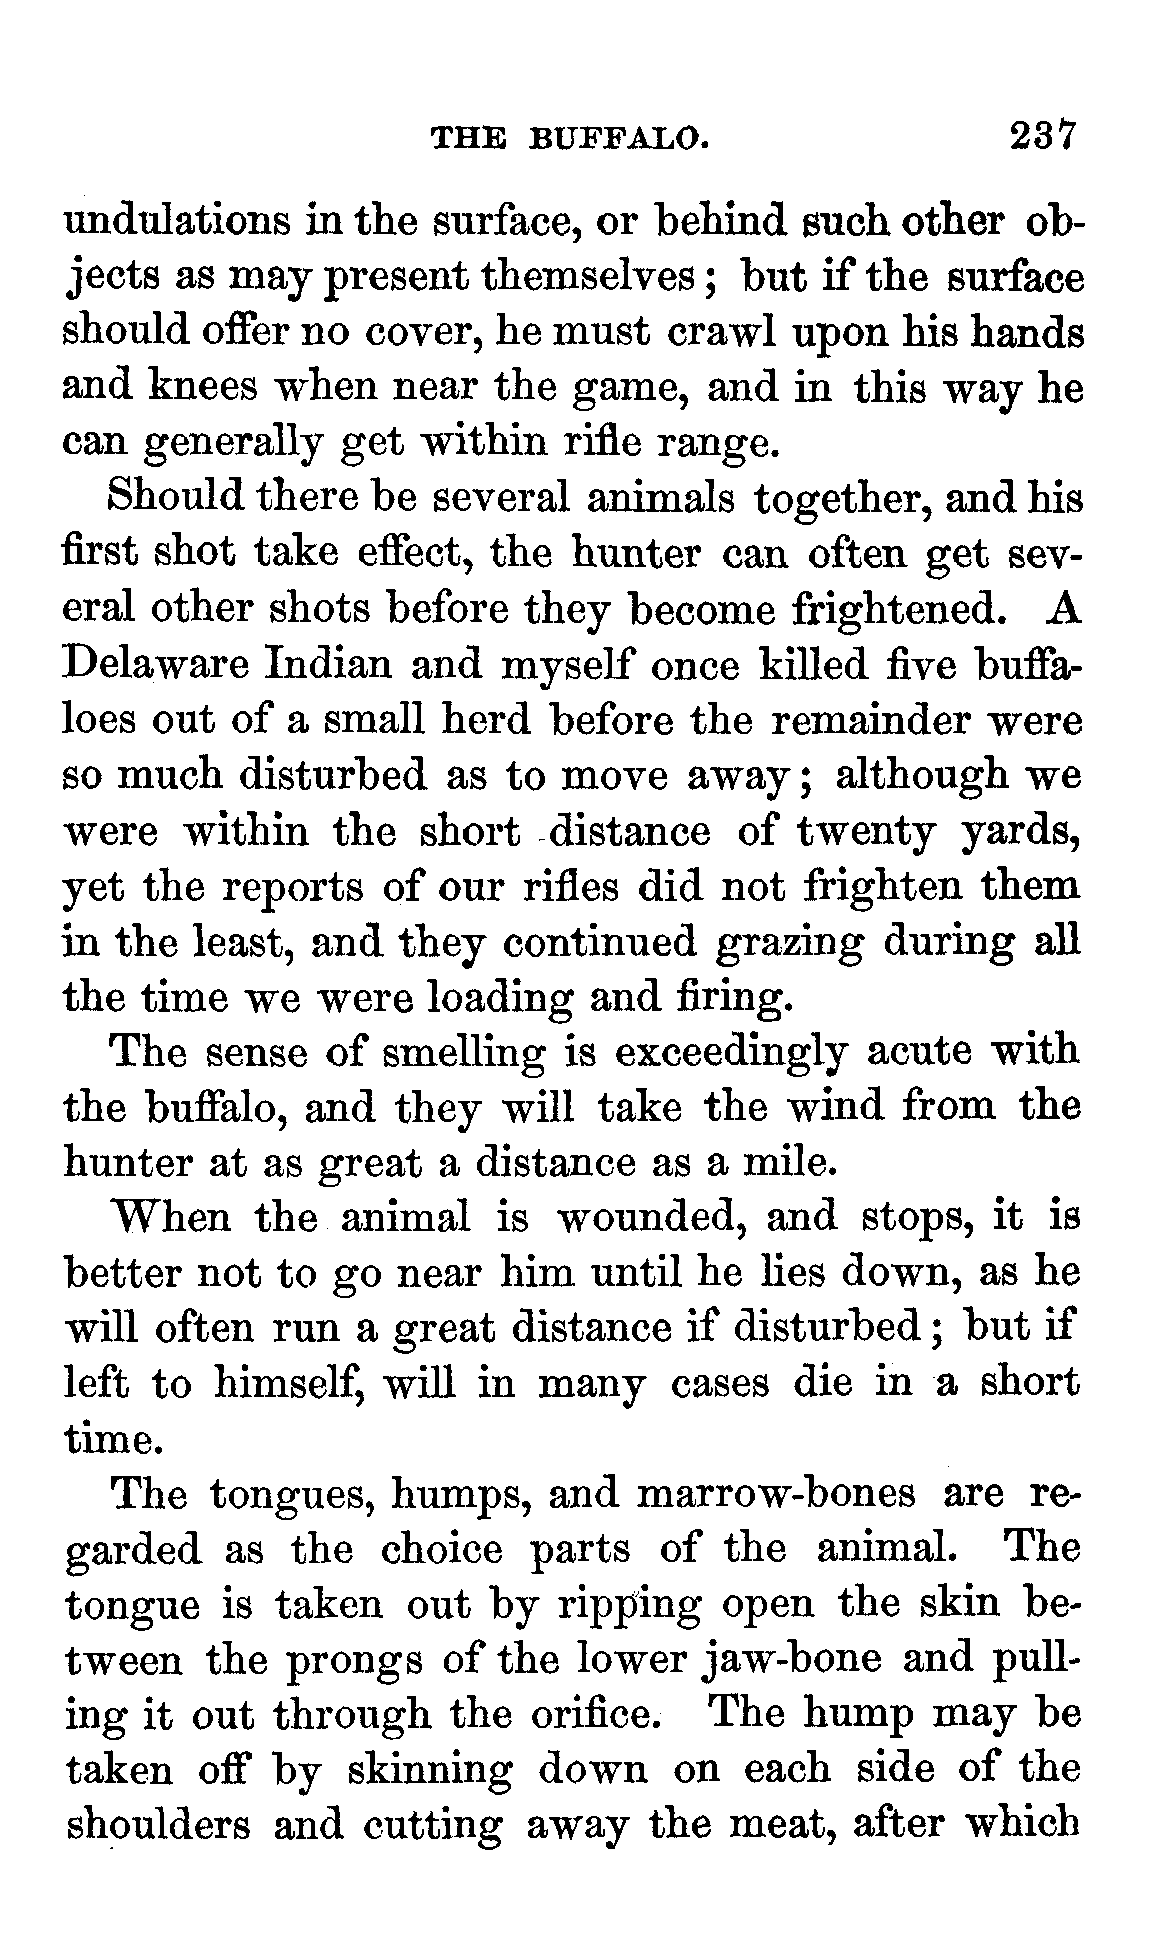 THE BUFFALO. 237
undulations in the surface, or behind such other ob-
jects as may present themselves; but if the surface
should offer no cover, he must crawl upon his hands
and knees when near the game, and in this way he
can generally get within rifle range.
Should there be several animals together, and his
first shot take effect, the hunter can often get sev-
eral other shots before they become frightened. A
Delaware Indian and myself once killed five buffa-
loes out of a small herd before the remainder were
so much disturbed as to move away; although we
were within the short distance of twenty yards,
yet the reports of our rifles did not frighten them
in the least, and they continued grazing during all
the time we were loading and firing.
The sense of smelling is exceedingly acute with
the buffalo, and they will take the wind from the
hunter at as great a distance as a mile.
When the animal is wounded, and stops, it is
better not to go near him until he lies down, as he
will often run a great distance if disturbed; but if
left to himself, will in many cases die in a short
time.
The tongues, humps, and marrow-bones are re-
garded as the choice parts of the animal. The
tongue is taken out by ripping open the skin be-
tween the prongs of the lower jaw-bone and pull-
ing it out through the orifice. The hump may be
taken off by skinning down on each side of the
shoulders and cutting away the meat, after which